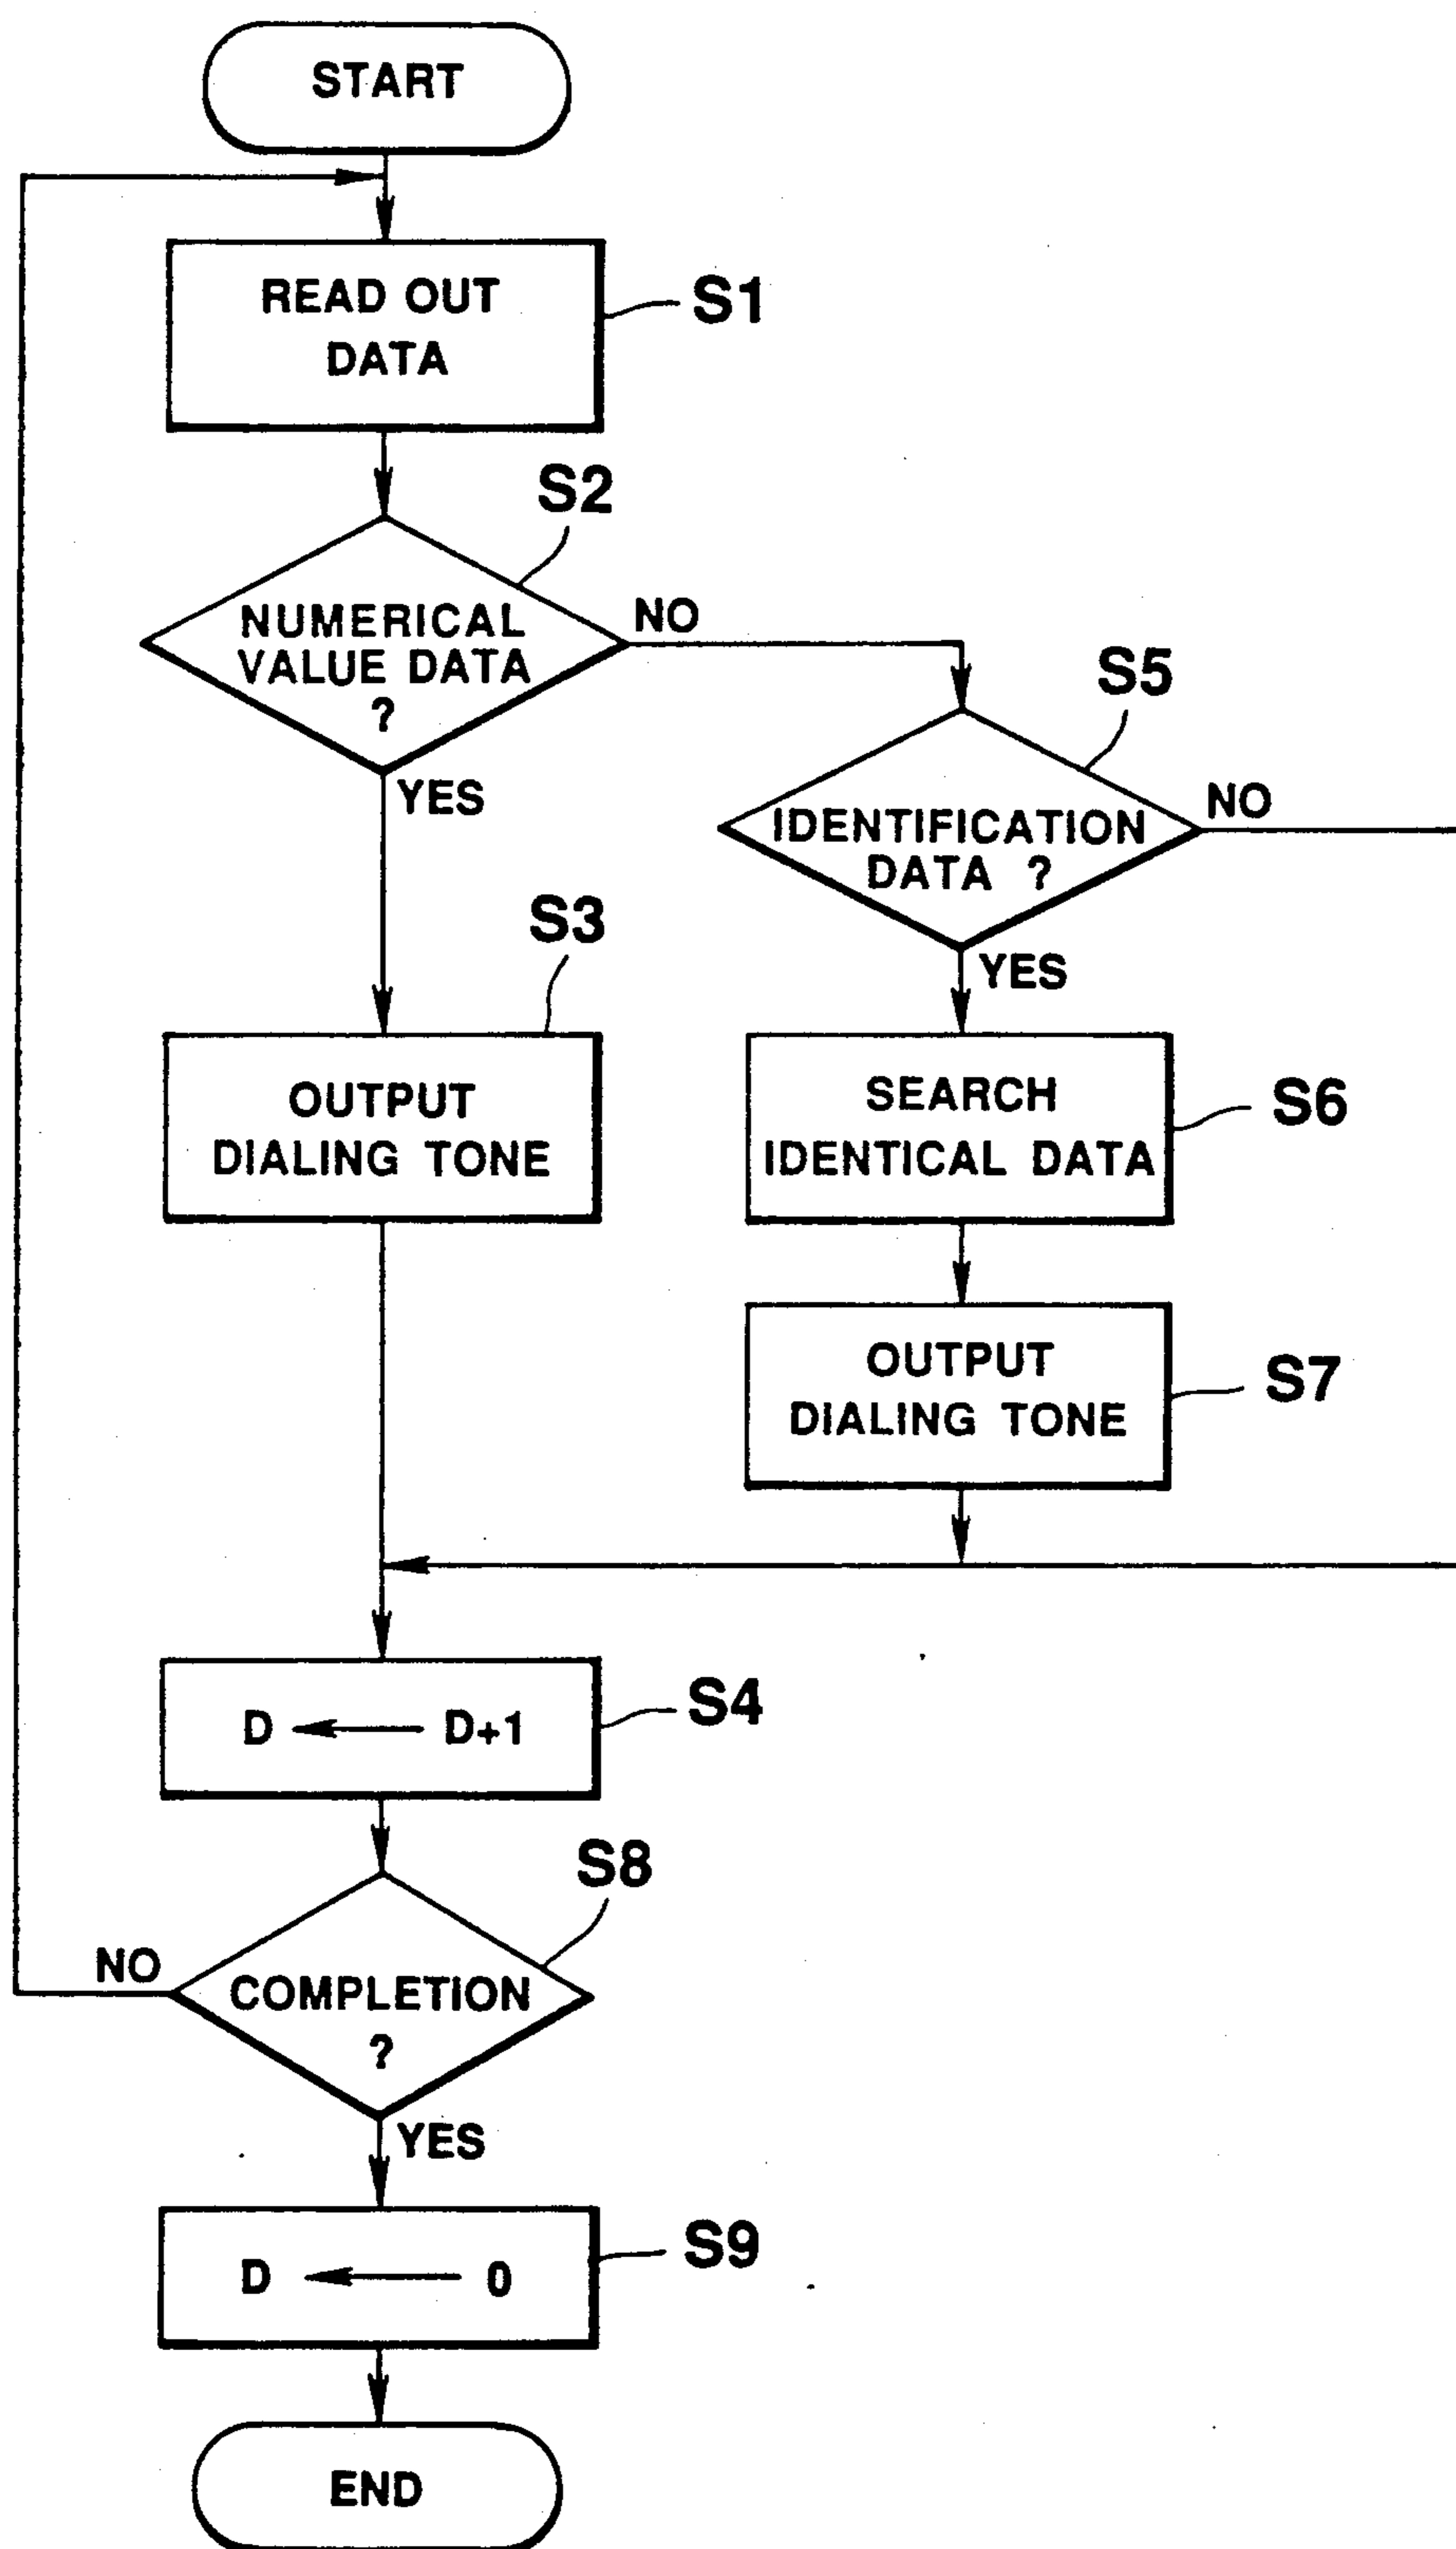 START
READ OUT
DATA
S1
S2
NUMERICAL
VALUE DATA
?
NO
YES
S5
IDENTIFICATION
DATA ?
NO
YES
S3
OUTPUT
DIALING TONE
SEARCH
IDENTICAL DATA
S6
OUTPUT
DIALING TONE
S7
D ← D+1
S4
S8
COMPLETION
?
NO
YES
D ← 0
S9
END